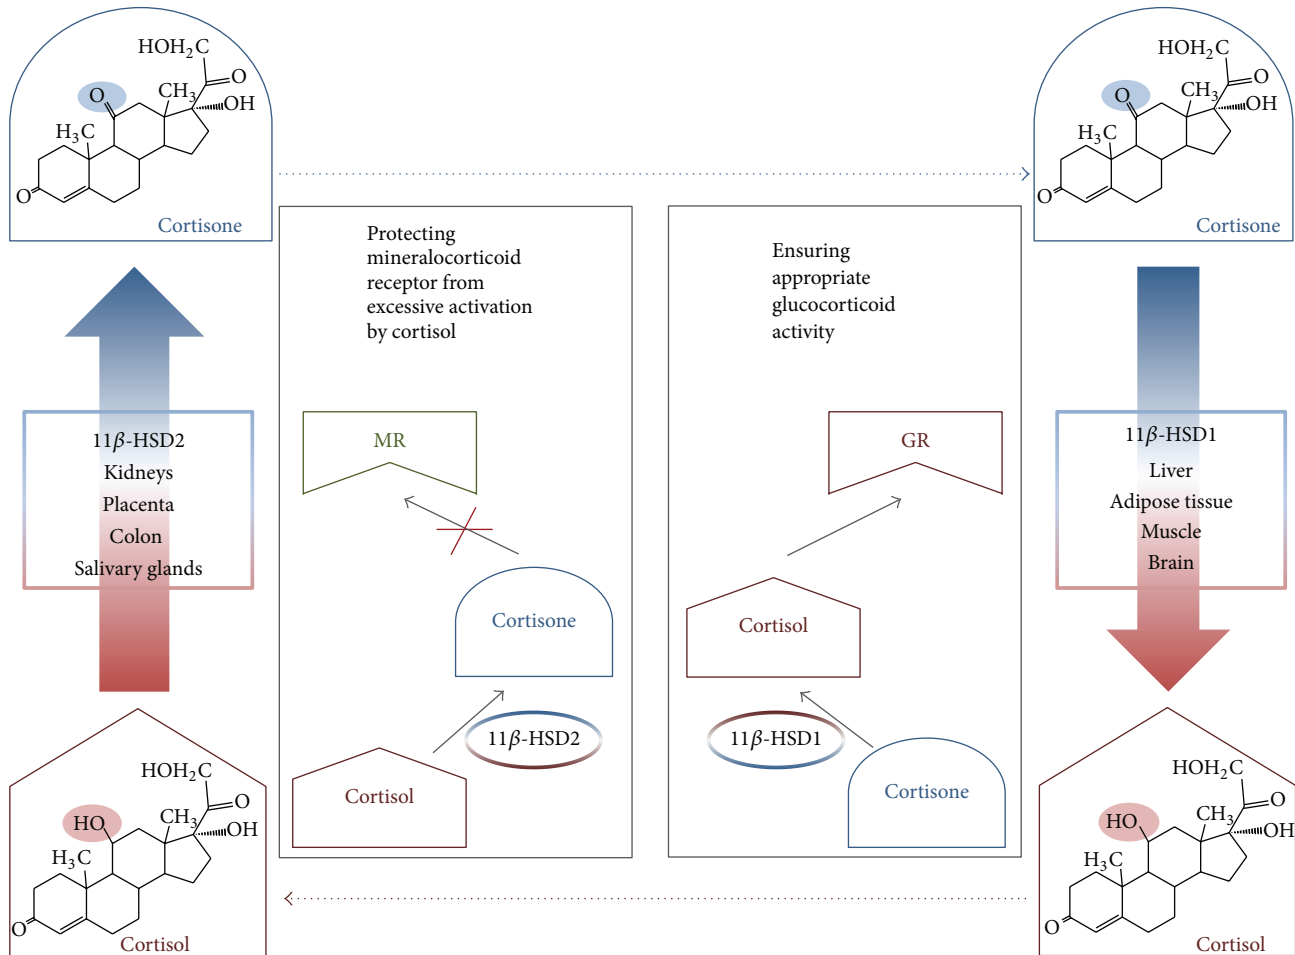 HOH₂C
O
O
CH₃
OH
H₃C
O
Cortisone
HOH₂C
O
O
CH₃
OH
H₃C
O
Cortisone
Protecting
mineralocorticoid
receptor from
excessive activation
by cortisol
Ensuring
appropriate
glucocorticoid
activity
11β-HSD2
Kidneys
Placenta
Colon
Salivary glands
MR
GR
11β-HSD1
Liver
Adipose tissue
Muscle
Brain
Cortisone
Cortisol
11β-HSD2
11β-HSD1
Cortisol
Cortisone
HOH₂C
O
HO
CH₃
OH
H₃C
O
Cortisol
HOH₂C
O
HO
CH₃
OH
H₃C
O
Cortisol